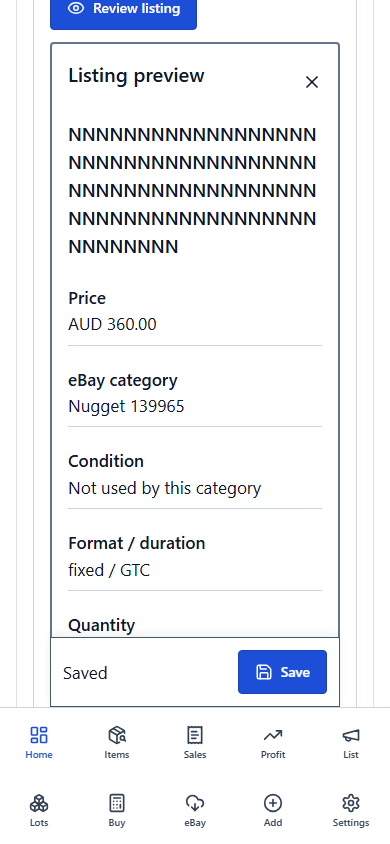 Review listing
Listing preview
NNNNNNNNNNNNNNNNNN
NNNNNNNNNNNNNNNNNN
NNNNNNNNNNNNNNNNNN
NNNNNNNNNNNNNNNNNN
NNNNNNNN
Price
AUD 360.00
eBay category
Nugget 139965
Condition
Not used by this category
Format / duration
fixed / GTC
Quantity
Saved
Save
Home
Items
Sales
Profit
List
Lots
Buy
eBay
Add
Settings